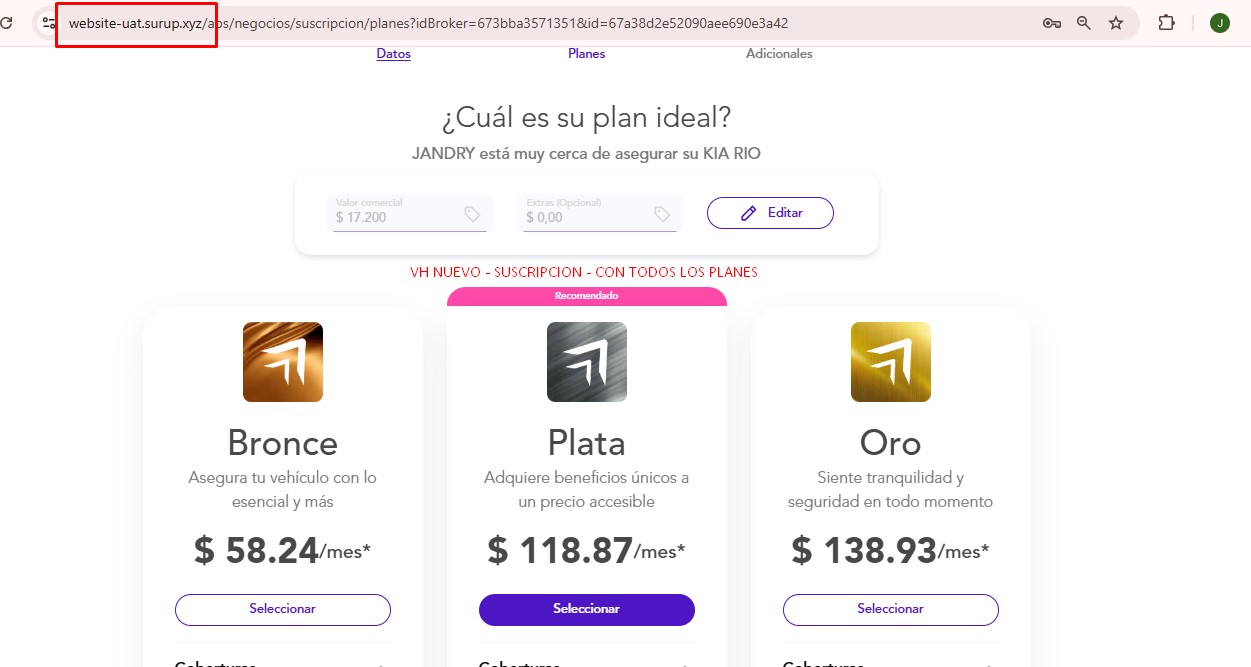 website-uat.surup.xyz/aps/negocios/suscripcion/planes?idBroker=673bba3571351&id=67a38d2e52090aee690e3a42
J
Datos
Planes
Adicionales
¿Cuál es su plan ideal?
JANDRY está muy cerca de asegurar su KIA RIO
Valor comercial
$ 17.200
Extras (Opcional)
$ 0,00
Editar
VH NUEVO - SUSCRIPCION - CON TODOS LOS PLANES
Recomendado
Bronce
Asegura tu vehículo con lo
esencial y más
$ 58.24/mes*
Seleccionar
Coberturas
Plata
Adquiere beneficios únicos a
un precio accesible
$ 118.87/mes*
Seleccionar
Coberturas
Oro
Siente tranquilidad y
seguridad en todo momento
$ 138.93/mes*
Seleccionar
Coberturas